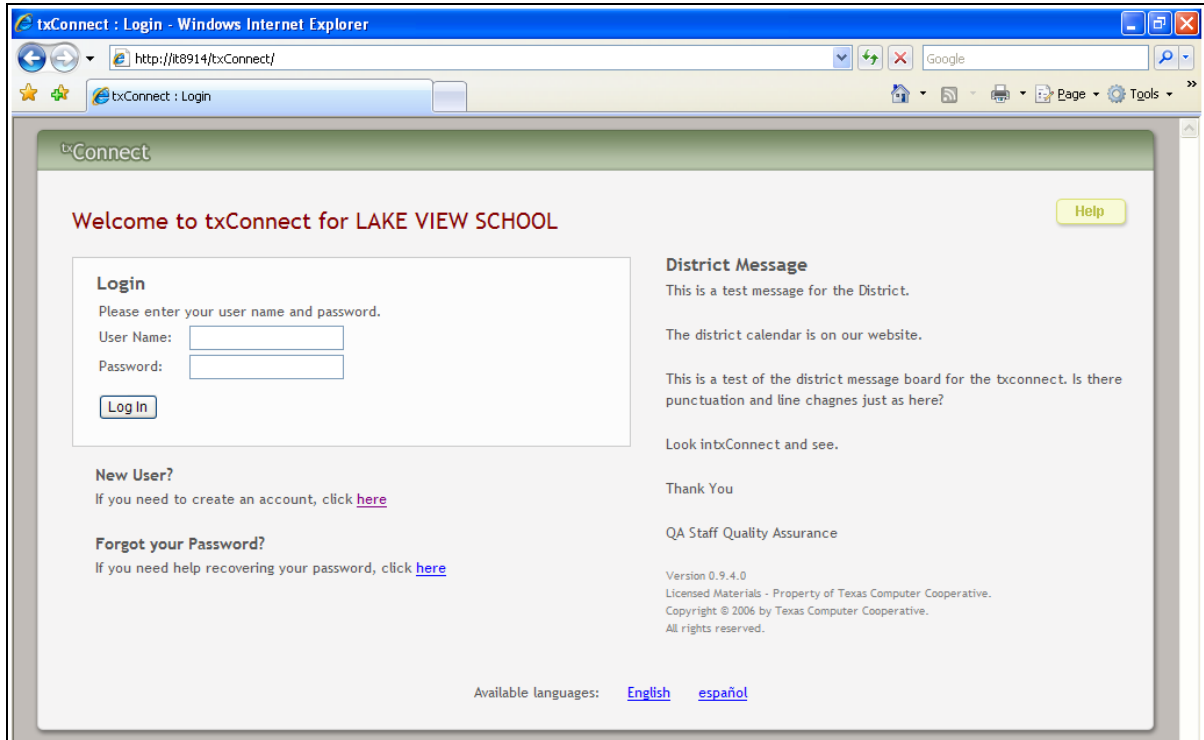 txConnect : Login - Windows Internet Explorer
http://it8914/txConnect/
Google
txConnect : Login
Page
Tools
txConnect
Welcome to txConnect for LAKE VIEW SCHOOL
Help
Login
Please enter your user name and password.
User Name:
Password:
Log In
New User?
If you need to create an account, click here
Forgot your Password?
If you need help recovering your password, click here
District Message
This is a test message for the District.
The district calendar is on our website.
This is a test of the district message board for the txconnect. Is there
punctuation and line chagnes just as here?
Look intxConnect and see.
Thank You
QA Staff Quality Assurance
Version 0.9.4.0
Licensed Materials - Property of Texas Computer Cooperative.
Copyright © 2006 by Texas Computer Cooperative.
All rights reserved.
Available languages: English español